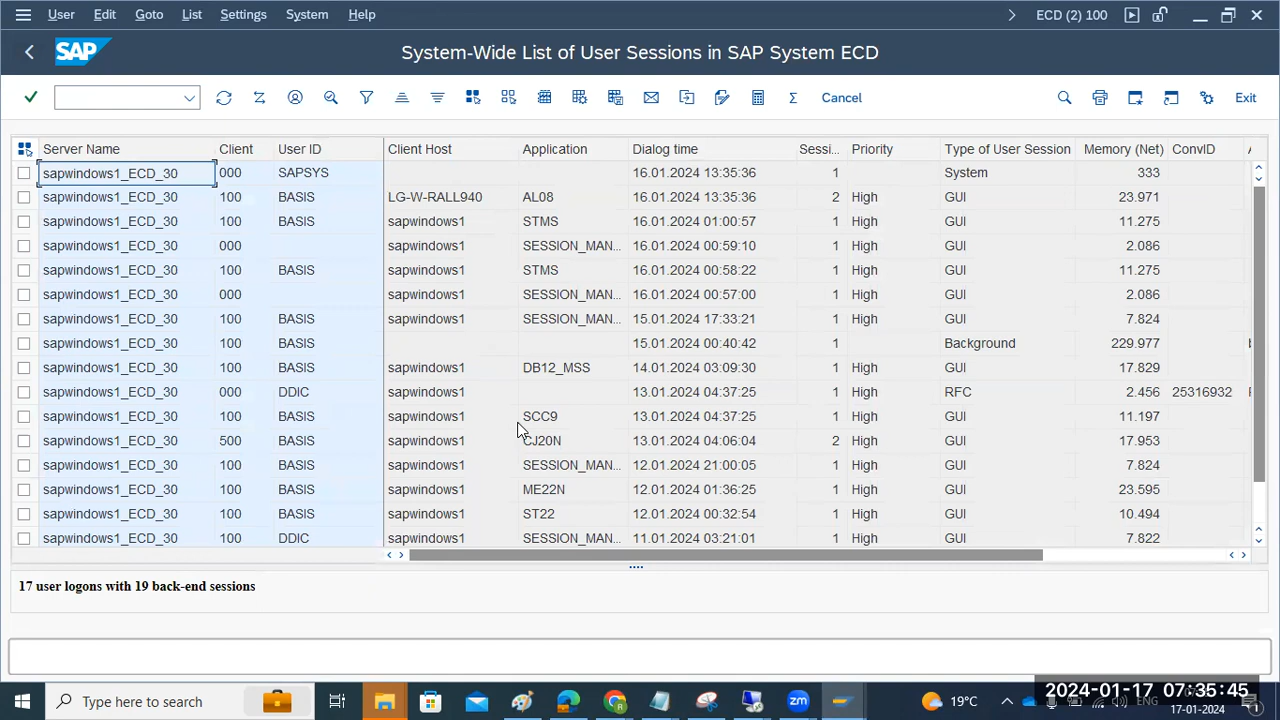 User Edit Goto List Settings System Help ECD (2) 100
SAP System-Wide List of User Sessions in SAP System ECD
Cancel Exit
Server Name Client User ID Client Host Application Dialog time Sessi... Priority Type of User Session Memory (Net) ConvID
sapwindows1_ECD_30 000 SAPSYS 16.01.2024 13:35:36 1 System 333
sapwindows1_ECD_30 100 BASIS LG-W-RALL940 AL08 16.01.2024 13:35:36 2 High GUI 23.971
sapwindows1_ECD_30 100 BASIS sapwindows1 STMS 16.01.2024 01:00:57 1 High GUI 11.275
sapwindows1_ECD_30 000 sapwindows1 SESSION_MAN... 16.01.2024 00:59:10 1 High GUI 2.086
sapwindows1_ECD_30 100 BASIS sapwindows1 STMS 16.01.2024 00:58:22 1 High GUI 11.275
sapwindows1_ECD_30 000 sapwindows1 SESSION_MAN... 16.01.2024 00:57:00 1 High GUI 2.086
sapwindows1_ECD_30 100 BASIS sapwindows1 SESSION_MAN... 15.01.2024 17:33:21 1 High GUI 7.824
sapwindows1_ECD_30 100 BASIS 15.01.2024 00:40:42 1 Background 229.977
sapwindows1_ECD_30 100 BASIS sapwindows1 DB12_MSS 14.01.2024 03:09:30 1 High GUI 17.829
sapwindows1_ECD_30 000 DDIC sapwindows1 13.01.2024 04:37:25 1 High RFC 2.456 25316932
sapwindows1_ECD_30 100 BASIS sapwindows1 SCC9 13.01.2024 04:37:25 1 High GUI 11.197
sapwindows1_ECD_30 500 BASIS sapwindows1 CJ20N 13.01.2024 04:06:04 2 High GUI 17.953
sapwindows1_ECD_30 100 BASIS sapwindows1 SESSION_MAN... 12.01.2024 21:00:05 1 High GUI 7.824
sapwindows1_ECD_30 100 BASIS sapwindows1 ME22N 12.01.2024 01:36:25 1 High GUI 23.595
sapwindows1_ECD_30 100 BASIS sapwindows1 ST22 12.01.2024 00:32:54 1 High GUI 10.494
sapwindows1_ECD_30 100 DDIC sapwindows1 SESSION_MAN... 11.01.2024 03:21:01 1 High GUI 7.822
17 user logons with 19 back-end sessions
Type here to search 19°C ENG 2024-01-17 07:35:45
17-01-2024